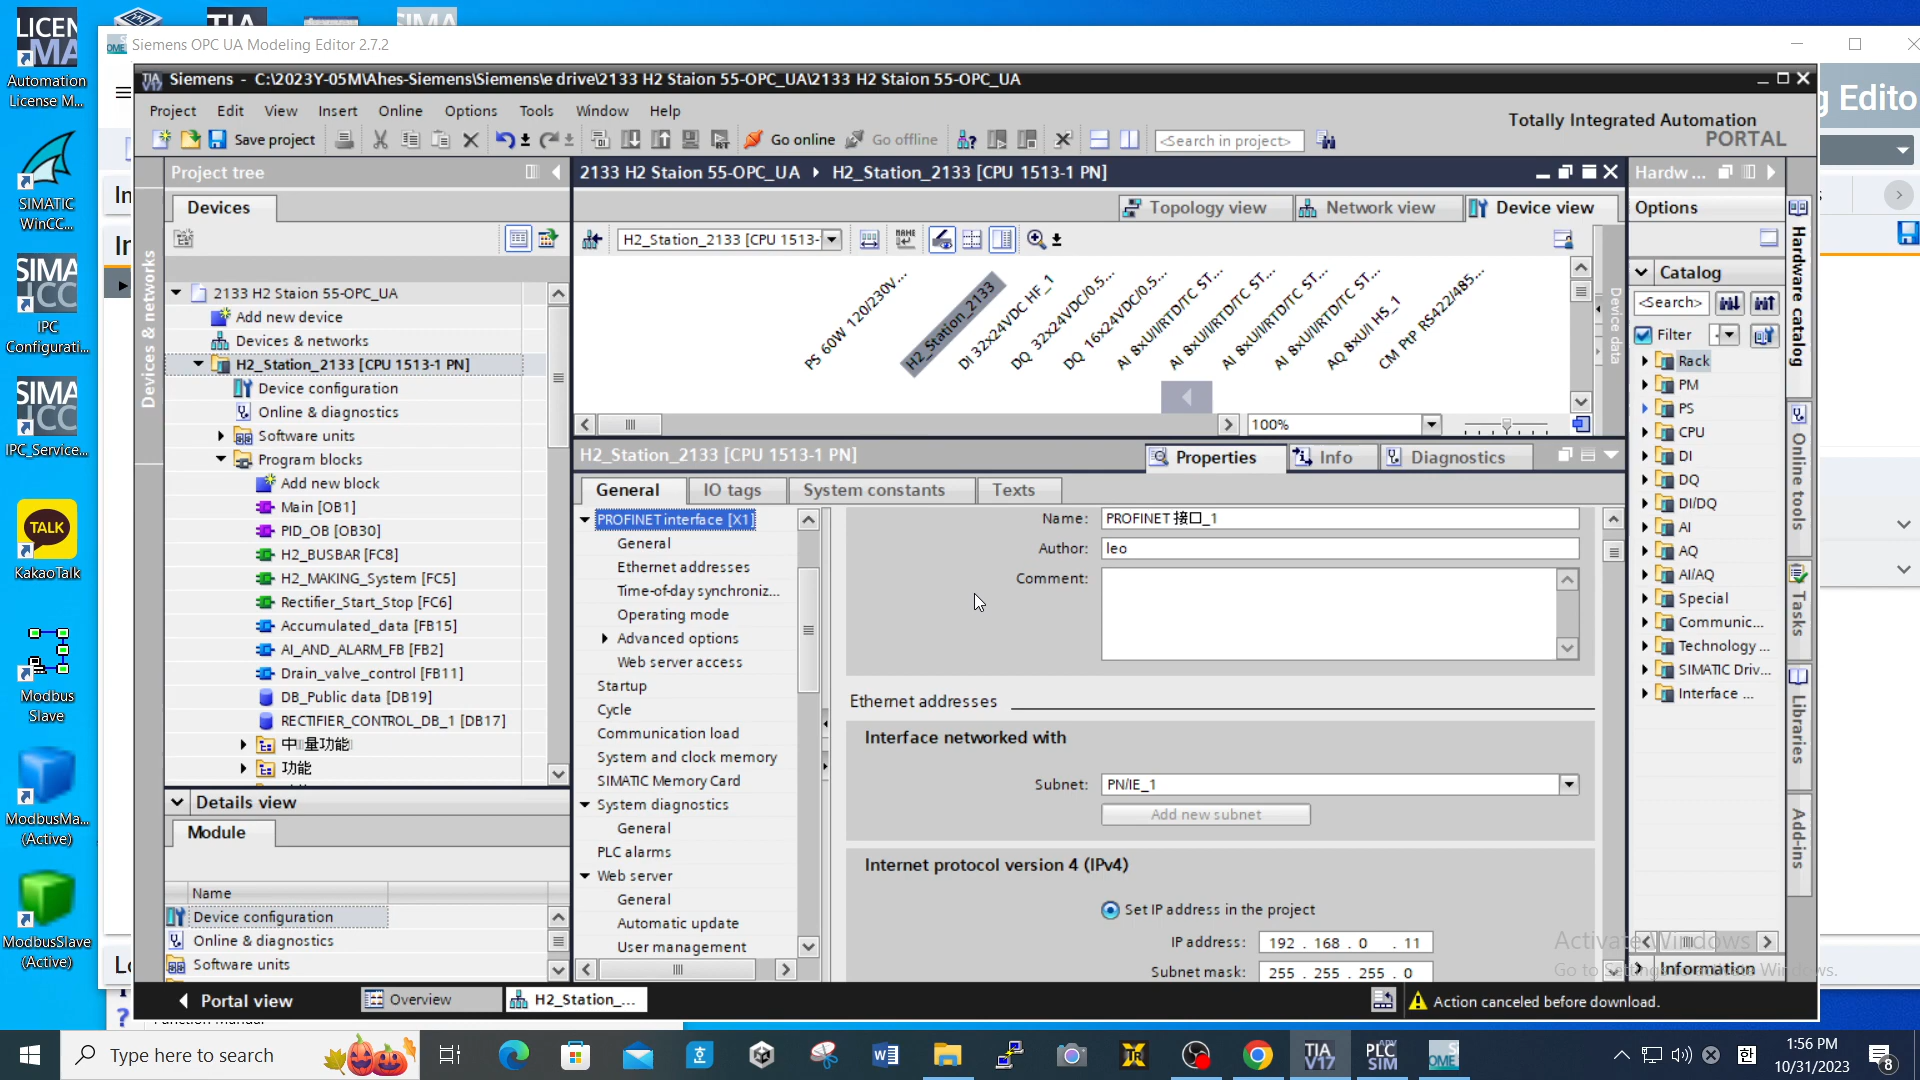 Automation
License M...
SIMATIC
WinCC...
IPC
Configurati...
IPC_Service...
TALK
KakaoTalk
Modbus
Slave
ModbusMa...
(Active)
ModbusSlave
(Active)
Siemens OPC UA Modeling Editor 2.7.2
Siemens - C:\2023Y-05M\Ahes-Siemens\Siemens\e drive\2133 H2 Staion 55-OPC_UA\2133 H2 Staion 55-OPC_UA
Project Edit View Insert Online Options Tools Window Help
Totally Integrated Automation
PORTAL
Save project
Go online
Go offline
<Search in project>
Project tree
2133 H2 Staion 55-OPC_UA ▸ H2_Station_2133 [CPU 1513-1 PN]
Hardw ...
Devices
Topology view
Network view
Device view
Options
H2_Station_2133 [CPU 1513-
Devices & networks
2133 H2 Staion 55-OPC_UA
Add new device
Devices & networks
H2_Station_2133 [CPU 1513-1 PN]
Device configuration
Online & diagnostics
Software units
Program blocks
Add new block
Main [OB1]
PID_OB [OB30]
H2_BUSBAR [FC8]
H2_MAKING_System [FC5]
Rectifier_Start_Stop [FC6]
Accumulated_data [FB15]
AI_AND_ALARM_FB [FB2]
Drain_valve_control [FB11]
DB_Public data [DB19]
RECTIFIER_CONTROL_DB_1 [DB17]
功能
Details view
Module
Name
Device configuration
Online & diagnostics
Software units
PS 60W 120/230V...
H2_Station_2133
DI 32x24VDC HF_1
DQ 32x24VDC/0.5...
DQ 16x24VDC/0.5...
AI 8xU/I/RTD/TC ST...
AI 8xU/I/RTD/TC ST...
AI 8xU/I/RTD/TC ST...
AI 8xU/I/RTD/TC ST...
AQ 8xU/I HS_1
CM PtP RS422/485...
100%
Device data
H2_Station_2133 [CPU 1513-1 PN]
Properties
Info
Diagnostics
General
IO tags
System constants
Texts
PROFINET interface [X1]
General
Ethernet addresses
Time-of-day synchroniz...
Operating mode
Advanced options
Web server access
Startup
Cycle
Communication load
System and clock memory
SIMATIC Memory Card
System diagnostics
General
PLC alarms
Web server
General
Automatic update
User management
Name: PROFINET 接口_1
Author: leo
Comment:
Ethernet addresses
Interface networked with
Subnet: PN/IE_1
Add new subnet
Internet protocol version 4 (IPv4)
Set IP address in the project
IP address: 192 . 168 . 0 . 11
Subnet mask: 255 . 255 . 255 . 0
Catalog
<Search>
Filter
Rack
PM
PS
CPU
DI
DQ
DI/DQ
AI
AQ
AI/AQ
Special
Communic...
Technology ...
SIMATIC Driv...
Interface ...
Information
Hardware catalog
Online tools
Tasks
Libraries
Add-ins
Activate Windows
Go to Settings to activate Windows.
Portal view
Overview
H2_Station_...
Action canceled before download.
Type here to search
1:56 PM
10/31/2023
8